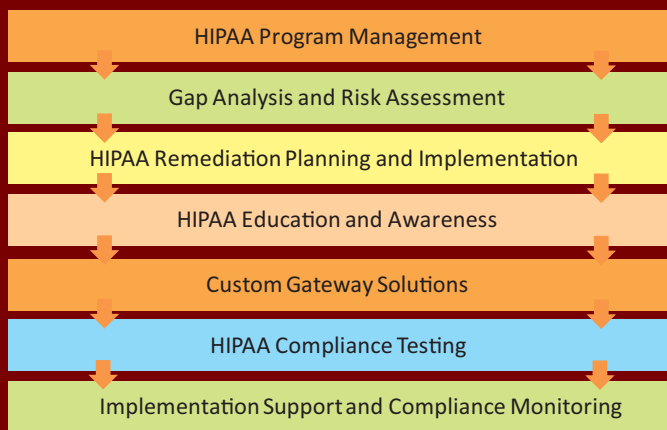 HIPAA Program Management
Gap Analysis and Risk Assessment
HIPAA Remediation Planning and Implementation
HIPAA Education and Awareness
Custom Gateway Solutions
HIPAA Compliance Testing
Implementation Support and Compliance Monitoring